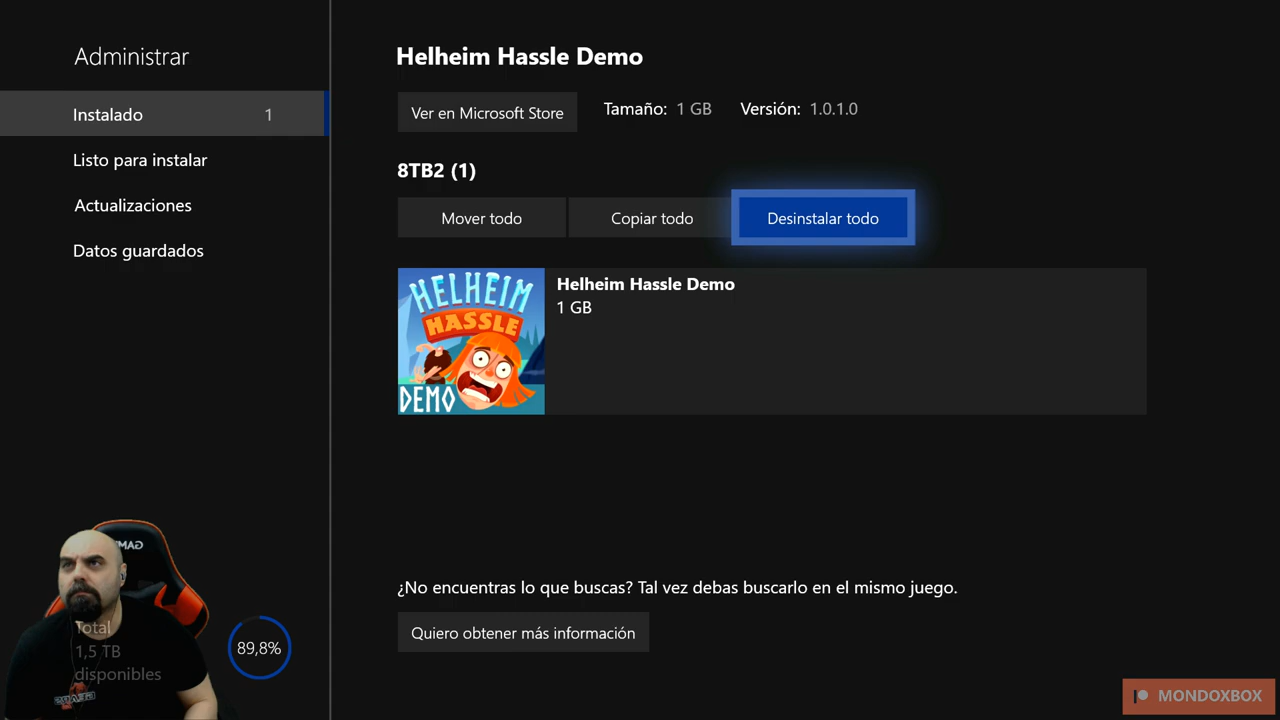 Administrar
Instalado 1
Listo para instalar
Actualizaciones
Datos guardados
Helheim Hassle Demo
Ver en Microsoft Store
Tamaño: 1 GB
Versión: 1.0.1.0
8TB2 (1)
Mover todo
Copiar todo
Desinstalar todo
HELHEIM
HASSLE
DEMO
Helheim Hassle Demo
1 GB
¿No encuentras lo que buscas? Tal vez debas buscarlo en el mismo juego.
Quiero obtener más información
Total
1,5 TB
disponibles
89,8%
MONDOXBOX